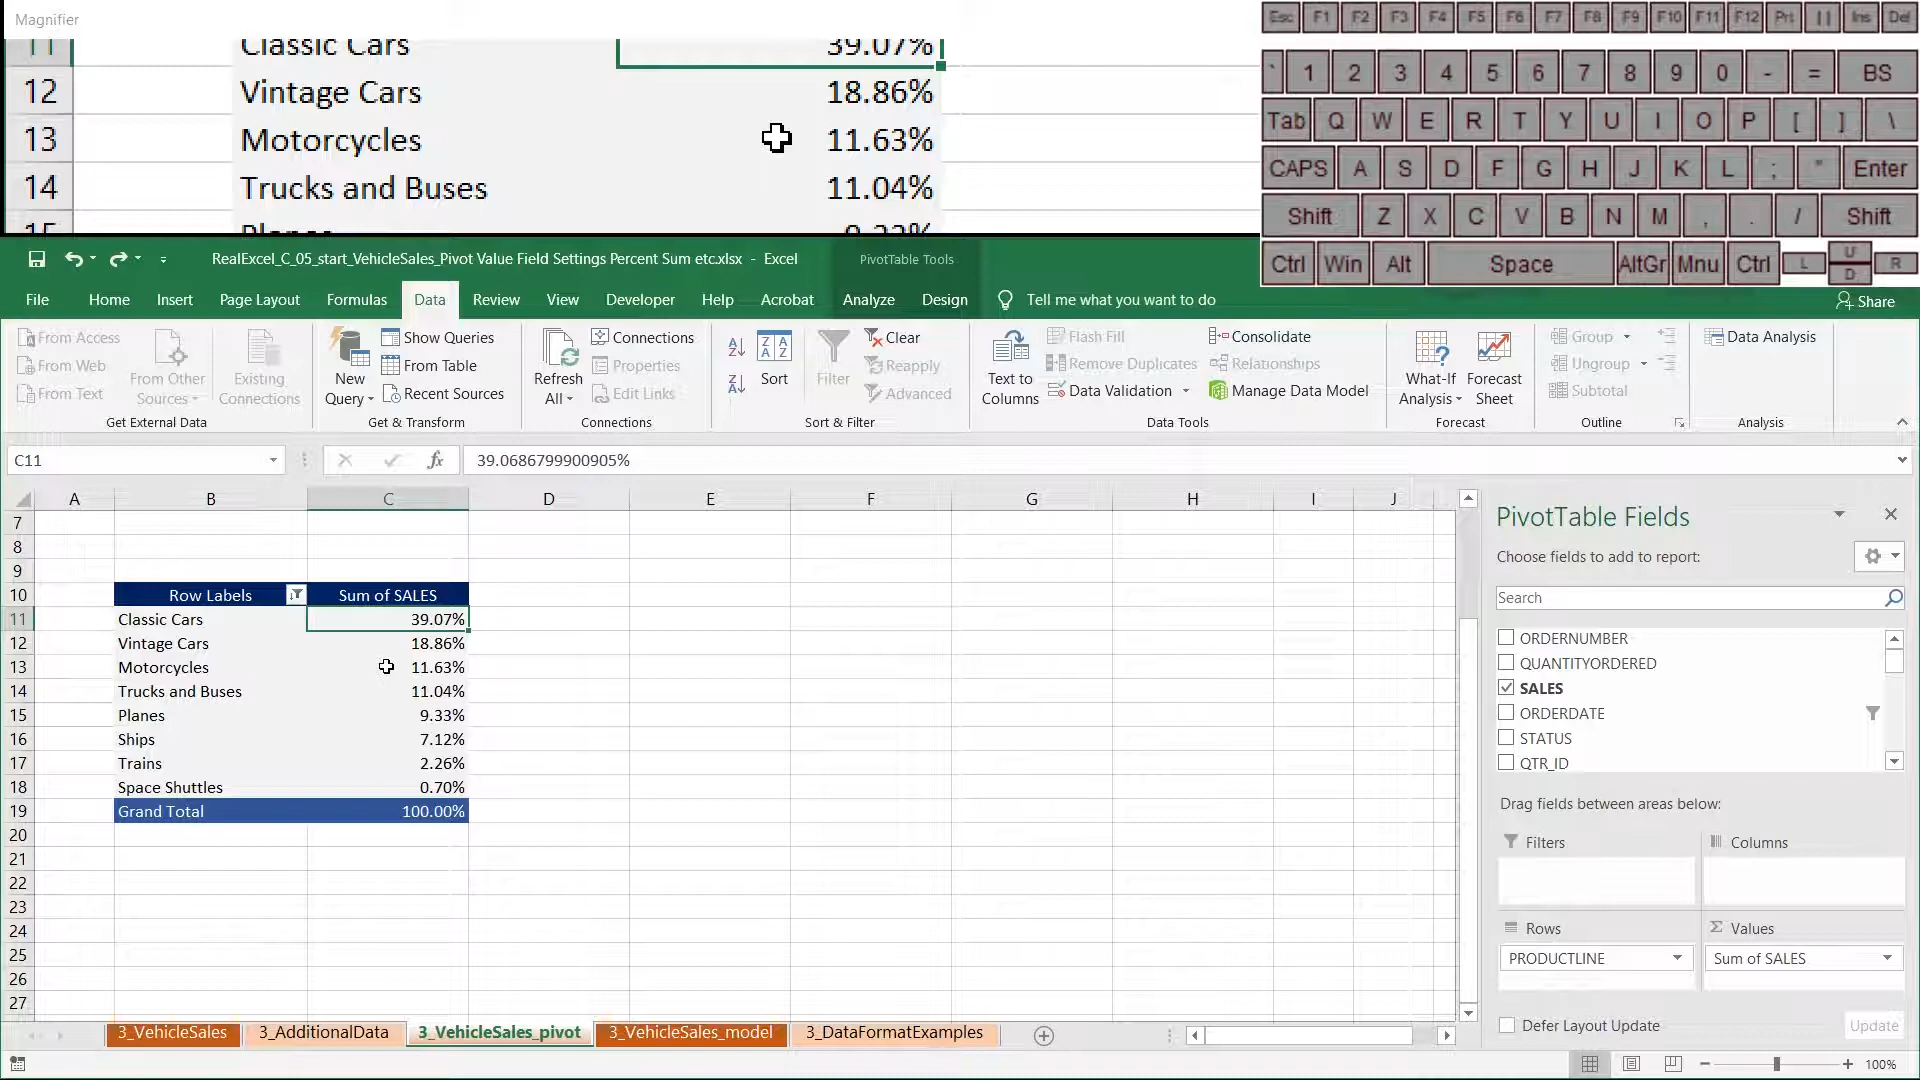 Magnifier
11 Classic Cars 39.07%
12 Vintage Cars 18.86%
13 Motorcycles 11.63%
14 Trucks and Buses 11.04%
15 Planes 9.33%
Esc F1 F2 F3 F4 F5 F6 F7 F8 F9 F10 F11 F12 Prt Ins Del
` 1 2 3 4 5 6 7 8 9 0 - = BS
Tab Q W E R T Y U I O P [ ] \
CAPS A S D F G H J K L ; " Enter
Shift Z X C V B N M , . / Shift
Ctrl Win Alt Space AltGr Mnu Ctrl L U D R
RealExcel_C_05_start_VehicleSales_Pivot Value Field Settings Percent Sum etc.xlsx - Excel
PivotTable Tools
File Home Insert Page Layout Formulas Data Review View Developer Help Acrobat Analyze Design Tell me what you want to do Share
From Access
From Web
From Text
From Other Sources
Existing Connections
Get External Data
New Query
Show Queries
From Table
Recent Sources
Get & Transform
Refresh All
Connections
Properties
Edit Links
Connections
Sort
Filter
Clear
Reapply
Advanced
Sort & Filter
Text to Columns
Flash Fill
Remove Duplicates
Data Validation
Consolidate
Relationships
Manage Data Model
Data Tools
What-If Analysis
Forecast Sheet
Forecast
Group
Ungroup
Subtotal
Outline
Data Analysis
Analysis
C11 fx 39.0686799900905%
A B C D E F G H I J
7
8
9
10 Row Labels Sum of SALES
11 Classic Cars 39.07%
12 Vintage Cars 18.86%
13 Motorcycles 11.63%
14 Trucks and Buses 11.04%
15 Planes 9.33%
16 Ships 7.12%
17 Trains 2.26%
18 Space Shuttles 0.70%
19 Grand Total 100.00%
20
21
22
23
24
25
26
27
PivotTable Fields
Choose fields to add to report:
Search
ORDERNUMBER
QUANTITYORDERED
SALES
ORDERDATE
STATUS
QTR_ID
Drag fields between areas below:
Filters Columns
Rows Values
PRODUCTLINE Sum of SALES
Defer Layout Update Update
3_VehicleSales 3_AdditionalData 3_VehicleSales_pivot 3_VehicleSales_model 3_DataFormatExamples
100%